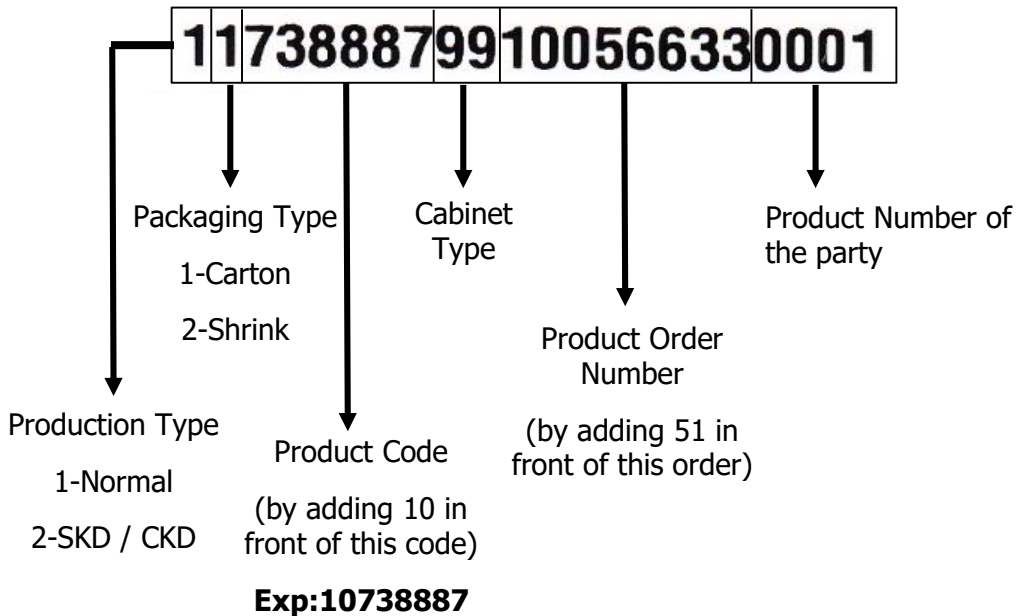 1173888799100566330001
Packaging Type
1-Carton
2-Shrink
Cabinet
Type
Product Number of
the party
Product Order
Number
(by adding 51 in
front of this order)
Production Type
1-Normal
2-SKD / CKD
Product Code
(by adding 10 in
front of this code)
Exp:10738887